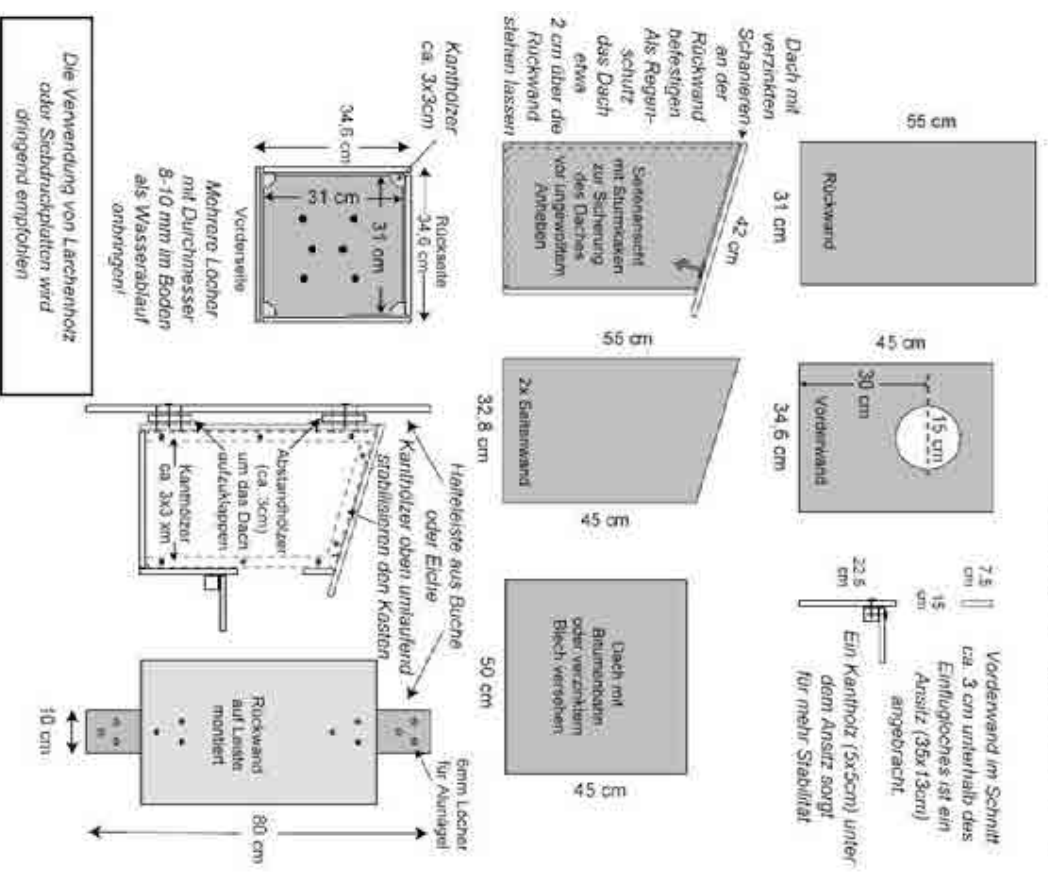 55 cm
Rückwand
31 cm
45 cm
30 cm
15 cm
Vorderwand
34,6 cm
7,5
cm
15
cm
22,5
cm
Vorderwand im Schnitt
ca. 3 cm unterhalb des
Einflugloches ist ein
Ansitz (35x13cm)
angebracht.
Ein Kantholz (5x5cm) unter
dem Ansitz sorgt
für mehr Stabilität
Dach mit
verzinkten
Schanieren
an der
Rückwand
befestigen
Als Regen-
schutz
das Dach
etwa
2 cm über die
Rückwand
stehen lassen
42 cm
Seitenansicht
mit Sturmhaken
zur Sicherung
des Daches
vor ungewolltem
Anheben
55 cm
2x Seitenwand
32,8 cm
45 cm
Dach mit
Bitumenbahn
oder verzinktem
Blech versehen
50 cm
45 cm
Kanthölzer
ca. 3x3cm
34,6 cm
31 cm
31 cm
Rückseite
34,6 cm
Vorderseite
Mehrere Löcher
mit Durchmesser
8-10 mm im Boden
als Wasserablauf
anbringen!
Halteleiste aus Buche
oder Eiche
Kanthölzer oben umlaufend
stabilisieren den Kasten
Abstandhölzer
(ca. 3cm)
um das Dach
aufzuklappen
Kanthölzer
ca. 3x3 xm
6mm Löcher
für Alunägel
Rückwand
auf Leiste
montiert
10 cm
80 cm
Die Verwendung von Lärchenholz
oder Siebdruckplatten wird
dringend empfohlen